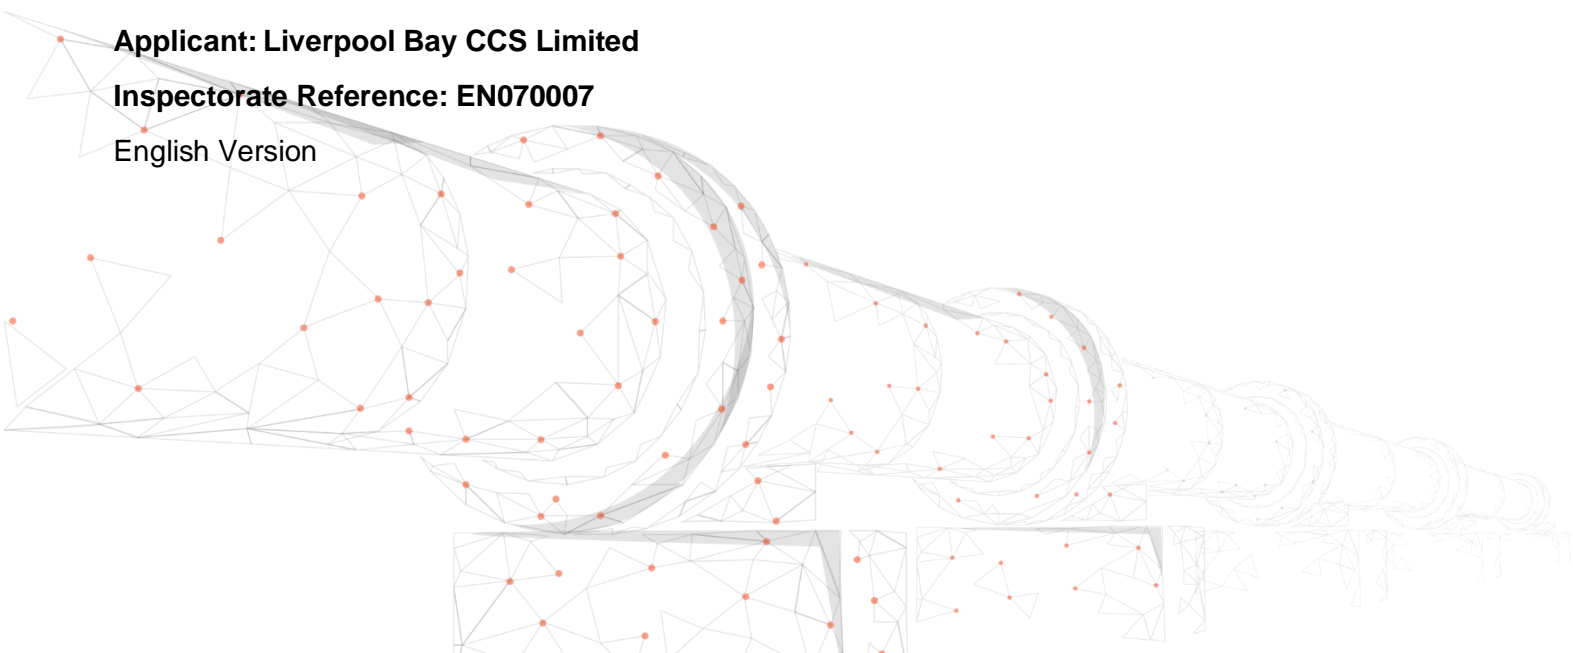 Applicant: Liverpool Bay CCS Limited
Inspectorate Reference: EN070007
English Version